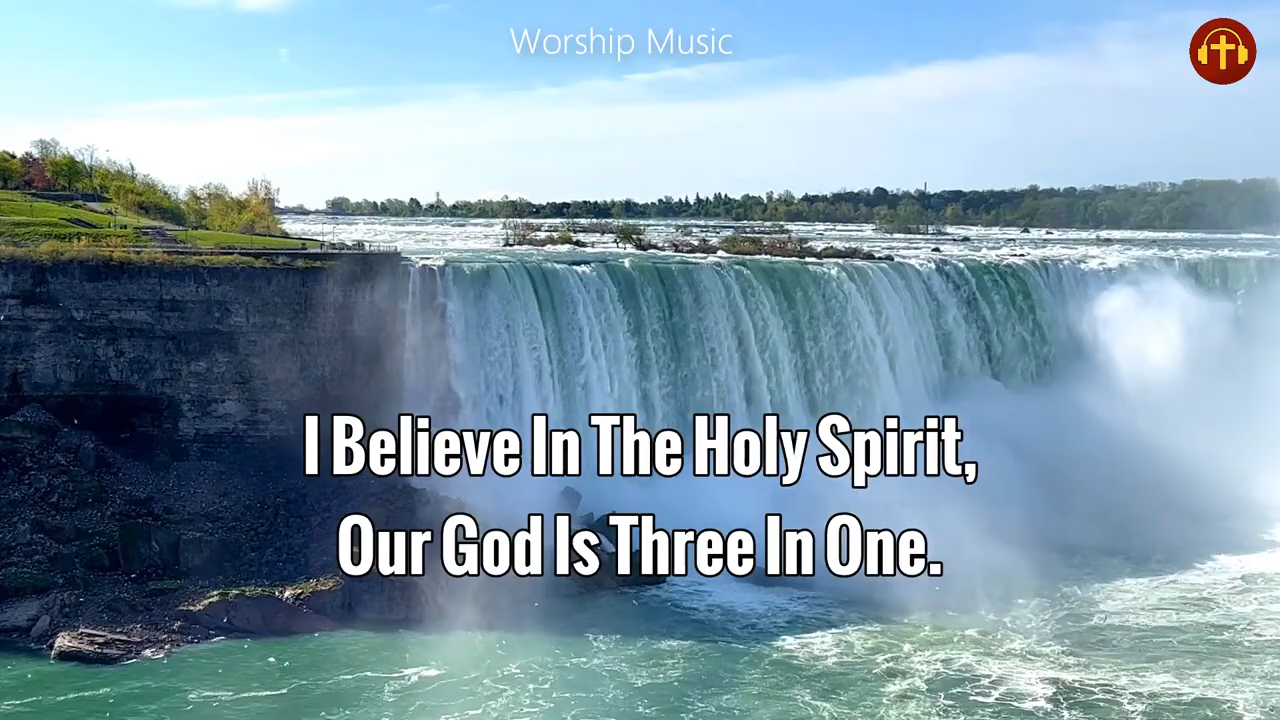 Worship Music
I Believe In The Holy Spirit,
Our God Is Three In One.